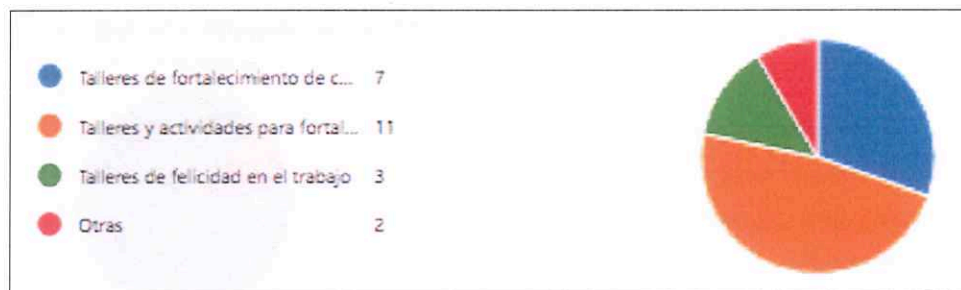 Talleres de fortalecimiento de c... 7
Talleres y actividades para fortal... 11
Talleres de felicidad en el trabajo 3
Otras 2